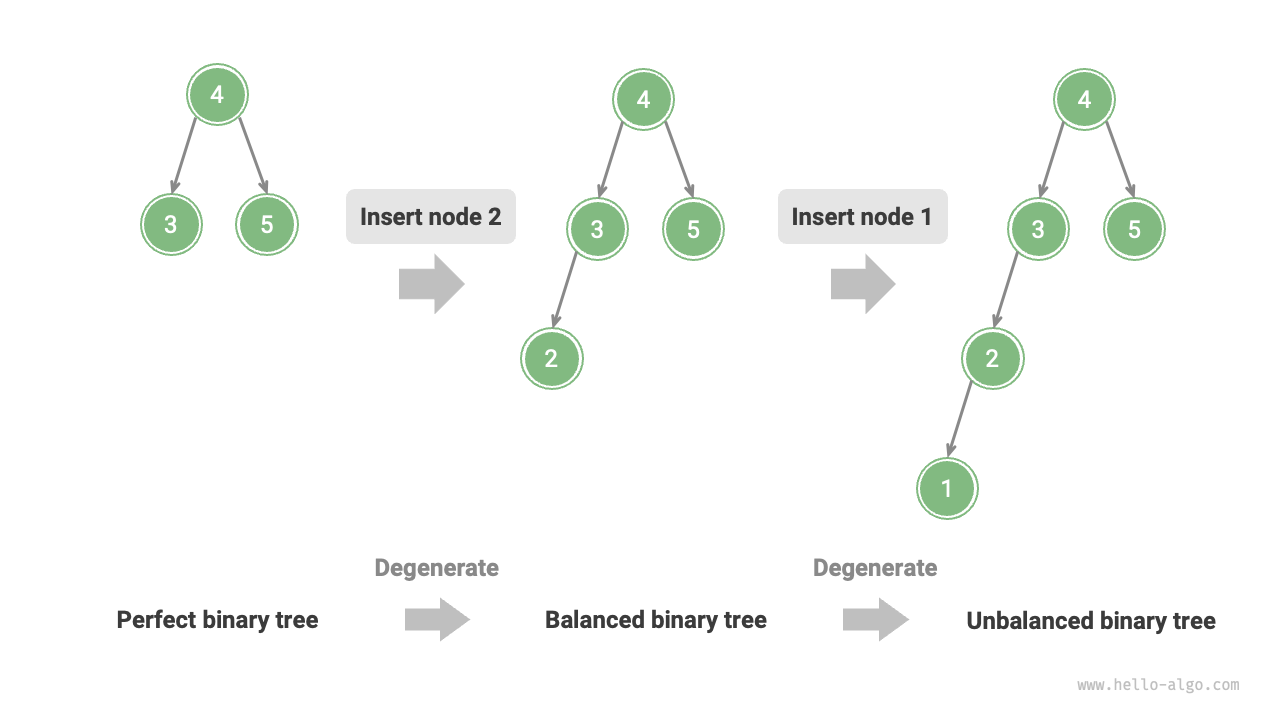 4
3
5
Insert node 2
4
3
5
2
Insert node 1
4
3
5
2
1
Degenerate
Degenerate
Perfect binary tree
Balanced binary tree
Unbalanced binary tree
www.hello-algo.com